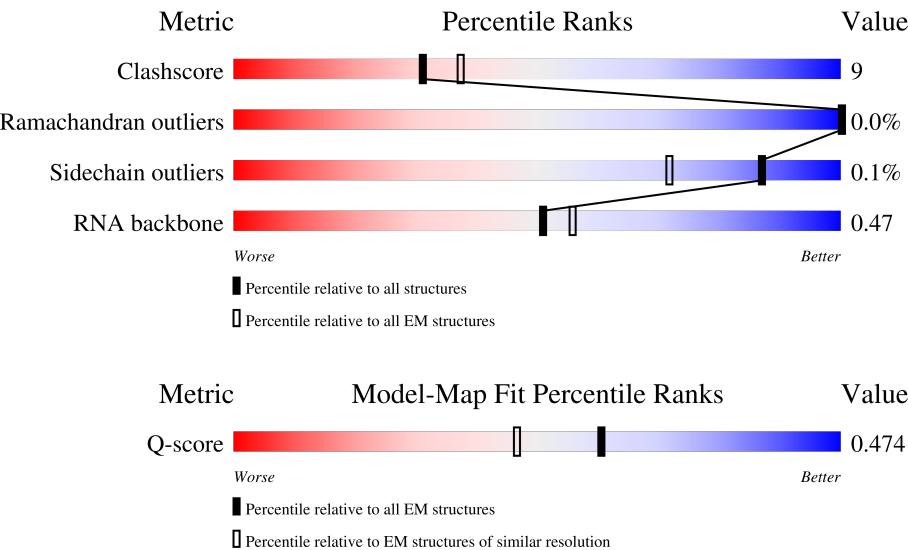 Metric Percentile Ranks Value
Clashscore 9
Ramachandran outliers 0.0%
Sidechain outliers 0.1%
RNA backbone 0.47
Worse Better
Percentile relative to all structures
Percentile relative to all EM structures
Metric Model-Map Fit Percentile Ranks Value
Q-score 0.474
Worse Better
Percentile relative to all EM structures
Percentile relative to EM structures of similar resolution